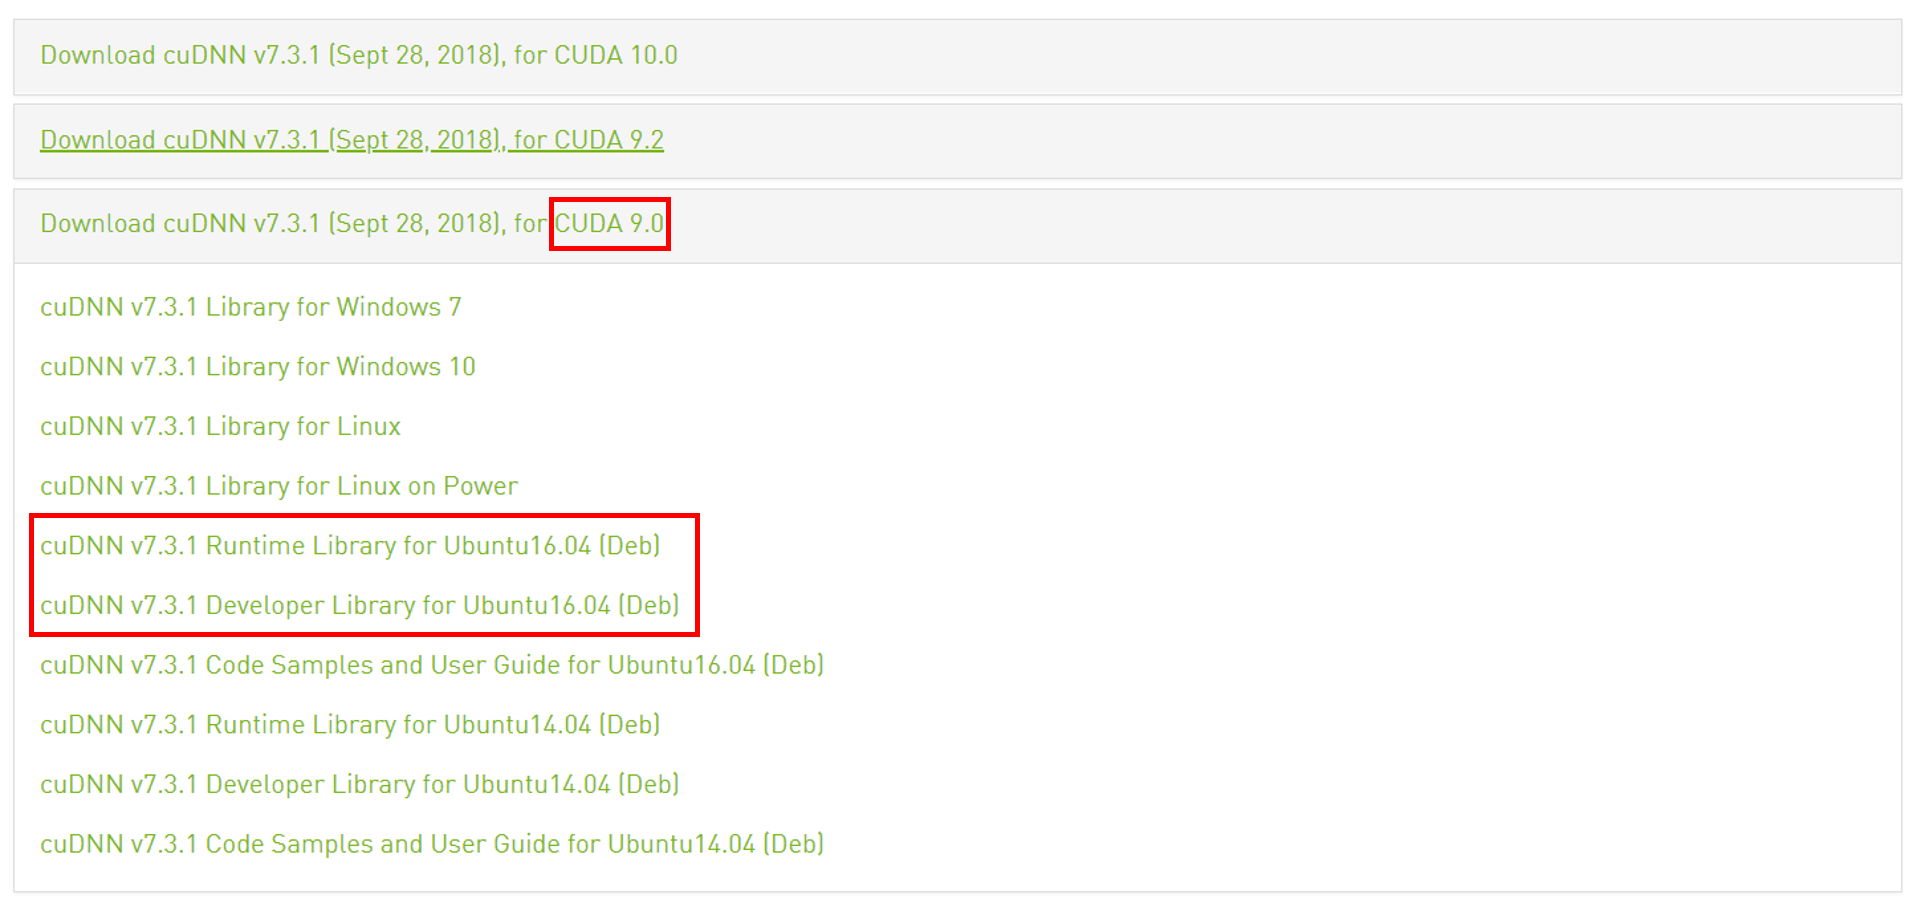 Download cuDNN v7.3.1 (Sept 28, 2018), for CUDA 10.0
Download cuDNN v7.3.1 (Sept 28, 2018), for CUDA 9.2
Download cuDNN v7.3.1 (Sept 28, 2018), for CUDA 9.0
cuDNN v7.3.1 Library for Windows 7
cuDNN v7.3.1 Library for Windows 10
cuDNN v7.3.1 Library for Linux
cuDNN v7.3.1 Library for Linux on Power
cuDNN v7.3.1 Runtime Library for Ubuntu16.04 (Deb)
cuDNN v7.3.1 Developer Library for Ubuntu16.04 (Deb)
cuDNN v7.3.1 Code Samples and User Guide for Ubuntu16.04 (Deb)
cuDNN v7.3.1 Runtime Library for Ubuntu14.04 (Deb)
cuDNN v7.3.1 Developer Library for Ubuntu14.04 (Deb)
cuDNN v7.3.1 Code Samples and User Guide for Ubuntu14.04 (Deb)